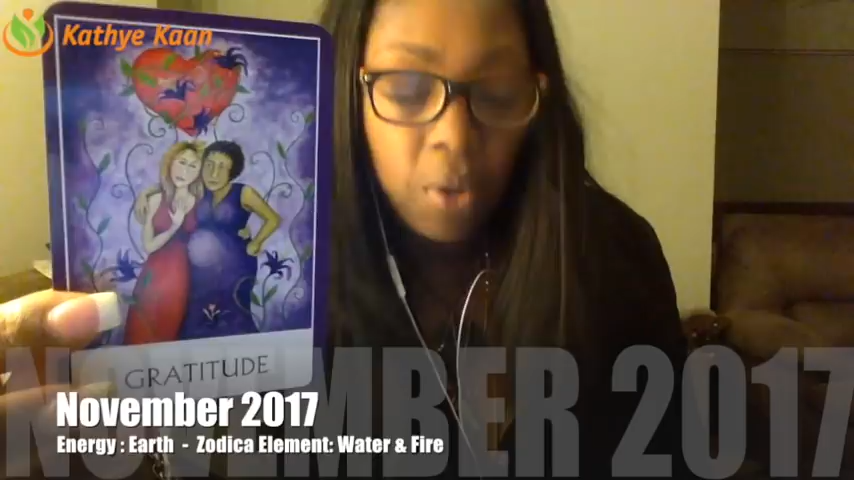 Kathye Kaan
GRATITUDE
NOVEMBER 2017
November 2017
Energy : Earth - Zodica Element: Water & Fire